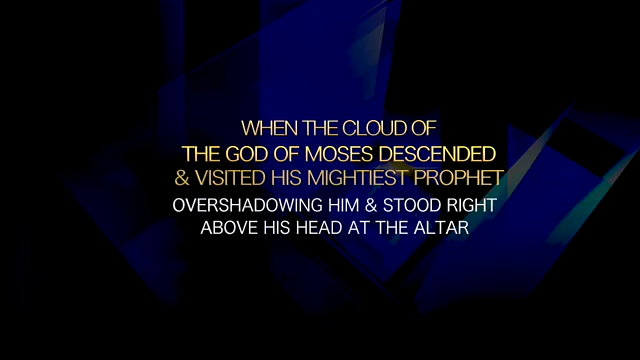 WHEN THE CLOUD OF
THE GOD OF MOSES DESCENDED
& VISITED HIS MIGHTIEST PROPHET
OVERSHADOWING HIM & STOOD RIGHT
ABOVE HIS HEAD AT THE ALTAR